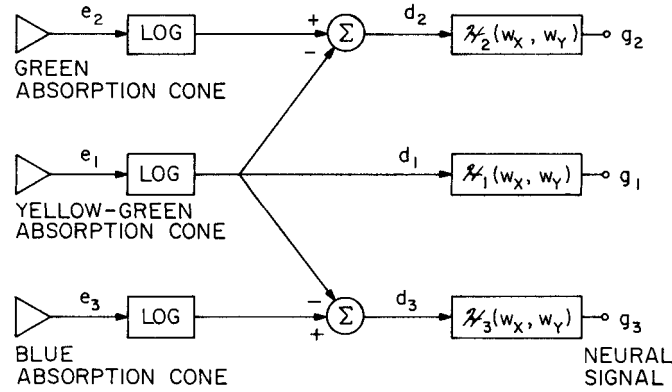 e₂ LOG + − Σ d₂ ℋ₂(wX , wY) g₂
GREEN
ABSORPTION CONE
e₁ LOG d₁ ℋ₁(wX , wY) g₁
YELLOW-GREEN
ABSORPTION CONE
e₃ LOG − + Σ d₃ ℋ₃(wX , wY) g₃
BLUE
ABSORPTION CONE
NEURAL
SIGNAL